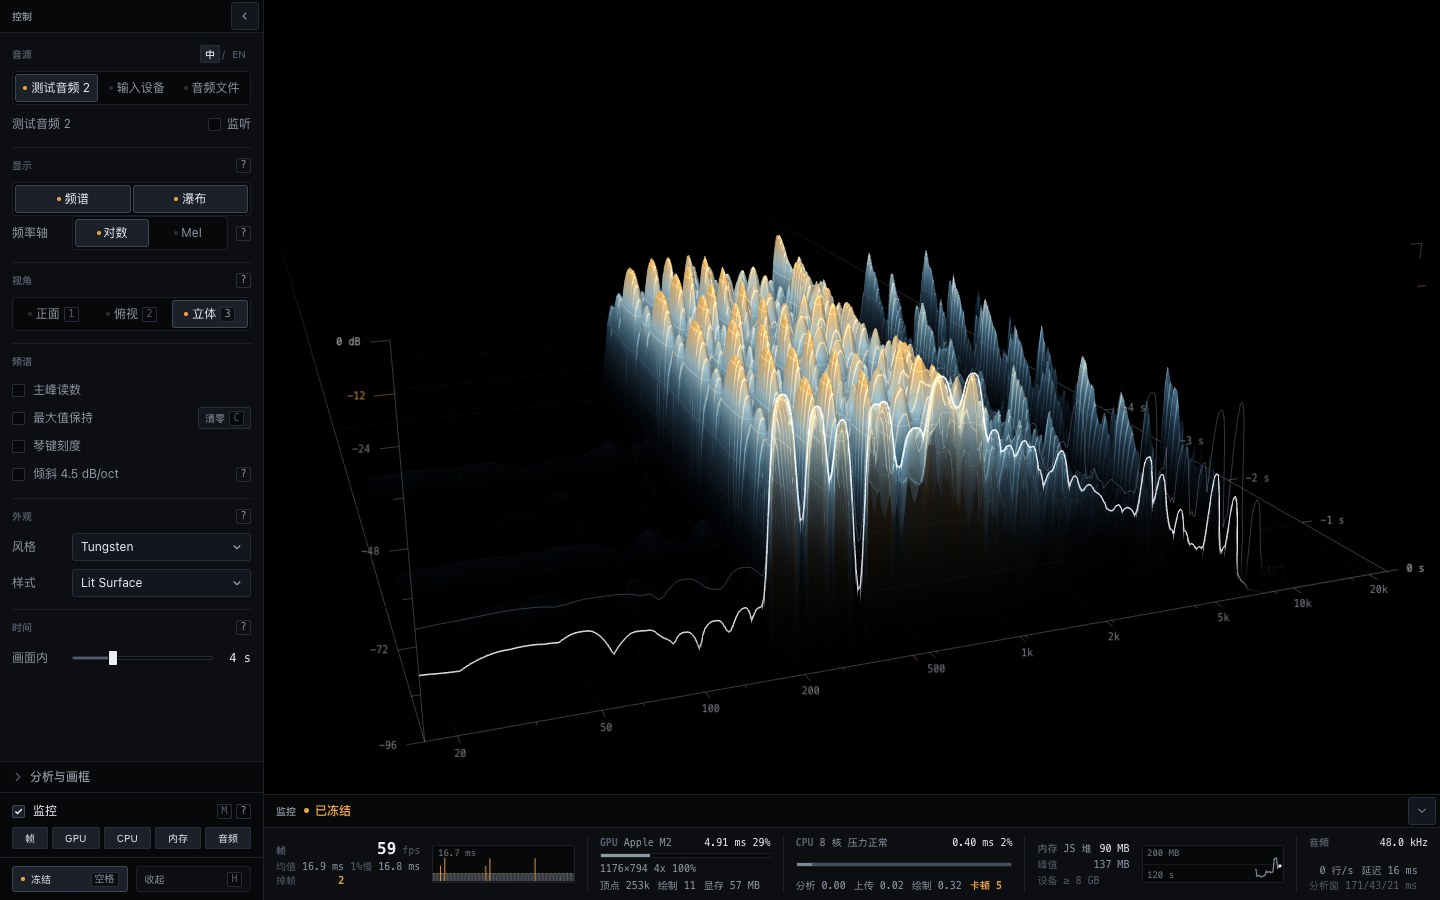 控制
音源 中 / EN
测试音频 2 输入设备 音频文件
测试音频 2 监听
显示 ?
频谱 瀑布
频率轴 对数 Mel ?
视角 ?
正面 1 俯视 2 立体 3
频谱
主峰读数
最大值保持 清零 C
琴键刻度
倾斜 4.5 dB/oct ?
外观 ?
风格 Tungsten
样式 Lit Surface
时间 ?
画面内 4 s
分析与画框
监控 M ?
帧 GPU CPU 内存 音频
冻结 空格 收起 H
0 dB
−12
−24
−48
−72
−96
20
50
100
200
500
1k
2k
5k
10k
20k
0 s
−1 s
−2 s
−3 s
−4 s
监控 已冻结
帧 59 fps
均值 16.9 ms 1%慢 16.8 ms
掉帧 2
16.7 ms
GPU Apple M2 4.91 ms 29%
1176×794 4x 100%
顶点 253k 绘制 11 显存 57 MB
CPU 8 核 压力正常 0.40 ms 2%
分析 0.00 上传 0.02 绘制 0.32 卡顿 5
内存 JS 堆 90 MB
峰值 137 MB
设备 ≥ 8 GB
200 MB
120 s
音频 48.0 kHz
0 行/s 延迟 16 ms
分析窗 171/43/21 ms